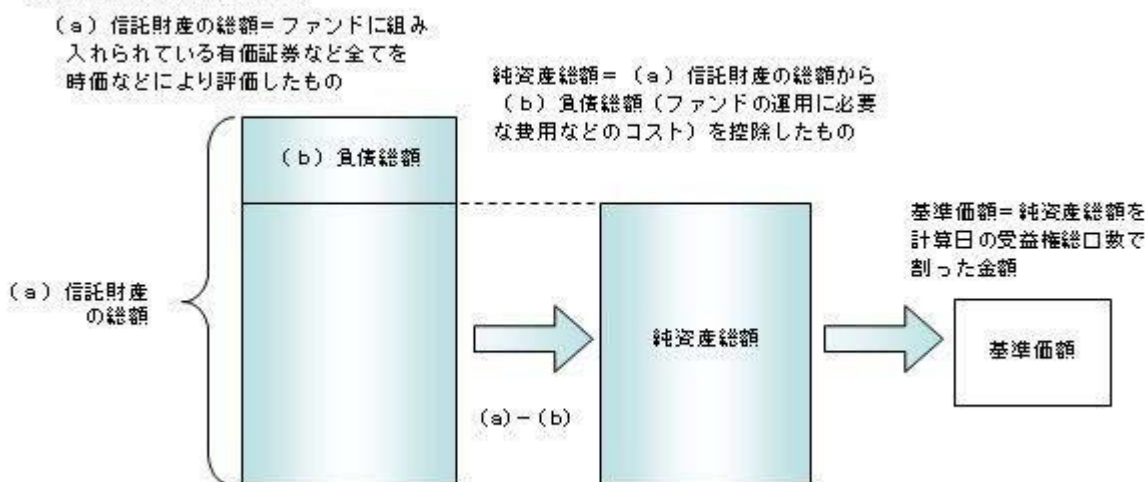 (a)信託財産の総額=ファンドに組み
入れられている有価証券など全てを
時価などにより評価したもの
純資産総額=(a)信託財産の総額から
(b)負債総額(ファンドの運用に必要
な費用などのコスト)を控除したもの
(b)負債総額
基準価額=純資産総額を
計算日の受益権総口数で
割った金額
(a)信託財産
の総額
純資産総額
基準価額
(a)-(b)